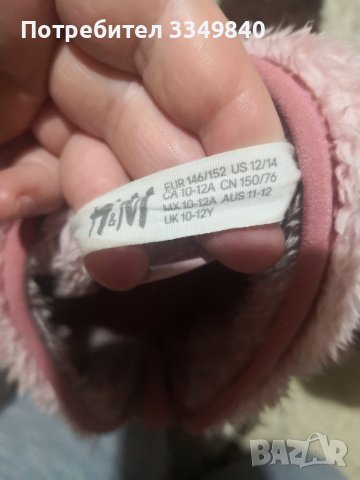 Потребител 3349840
H&M
EUR 146/152 US 12/14
CA 10-12A CN 150/76
MX 10-12A AUS 11-12
UK 10-12Y
BAZAR